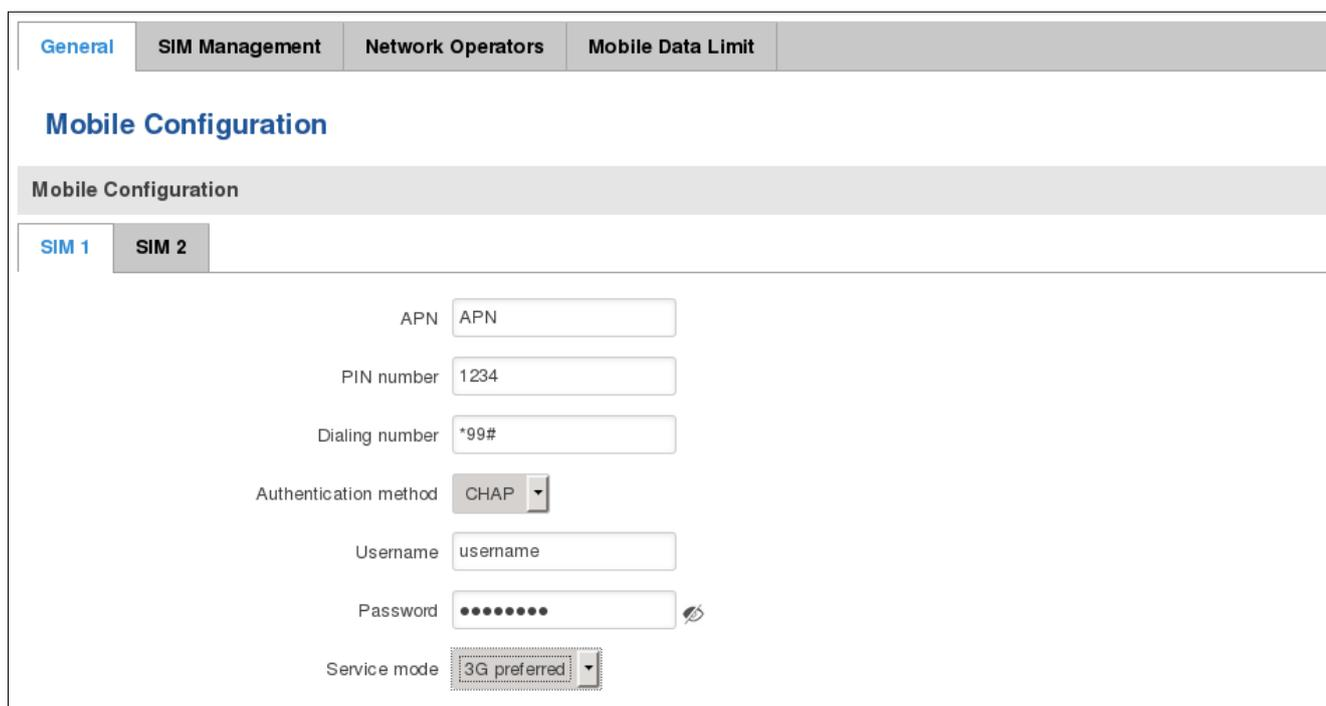 General SIM Management Network Operators Mobile Data Limit
Mobile Configuration
Mobile Configuration
SIM 1 SIM 2
APN APN
PIN number 1234
Dialing number *99#
Authentication method CHAP
Username username
Password ●●●●●●●●
Service mode 3G preferred